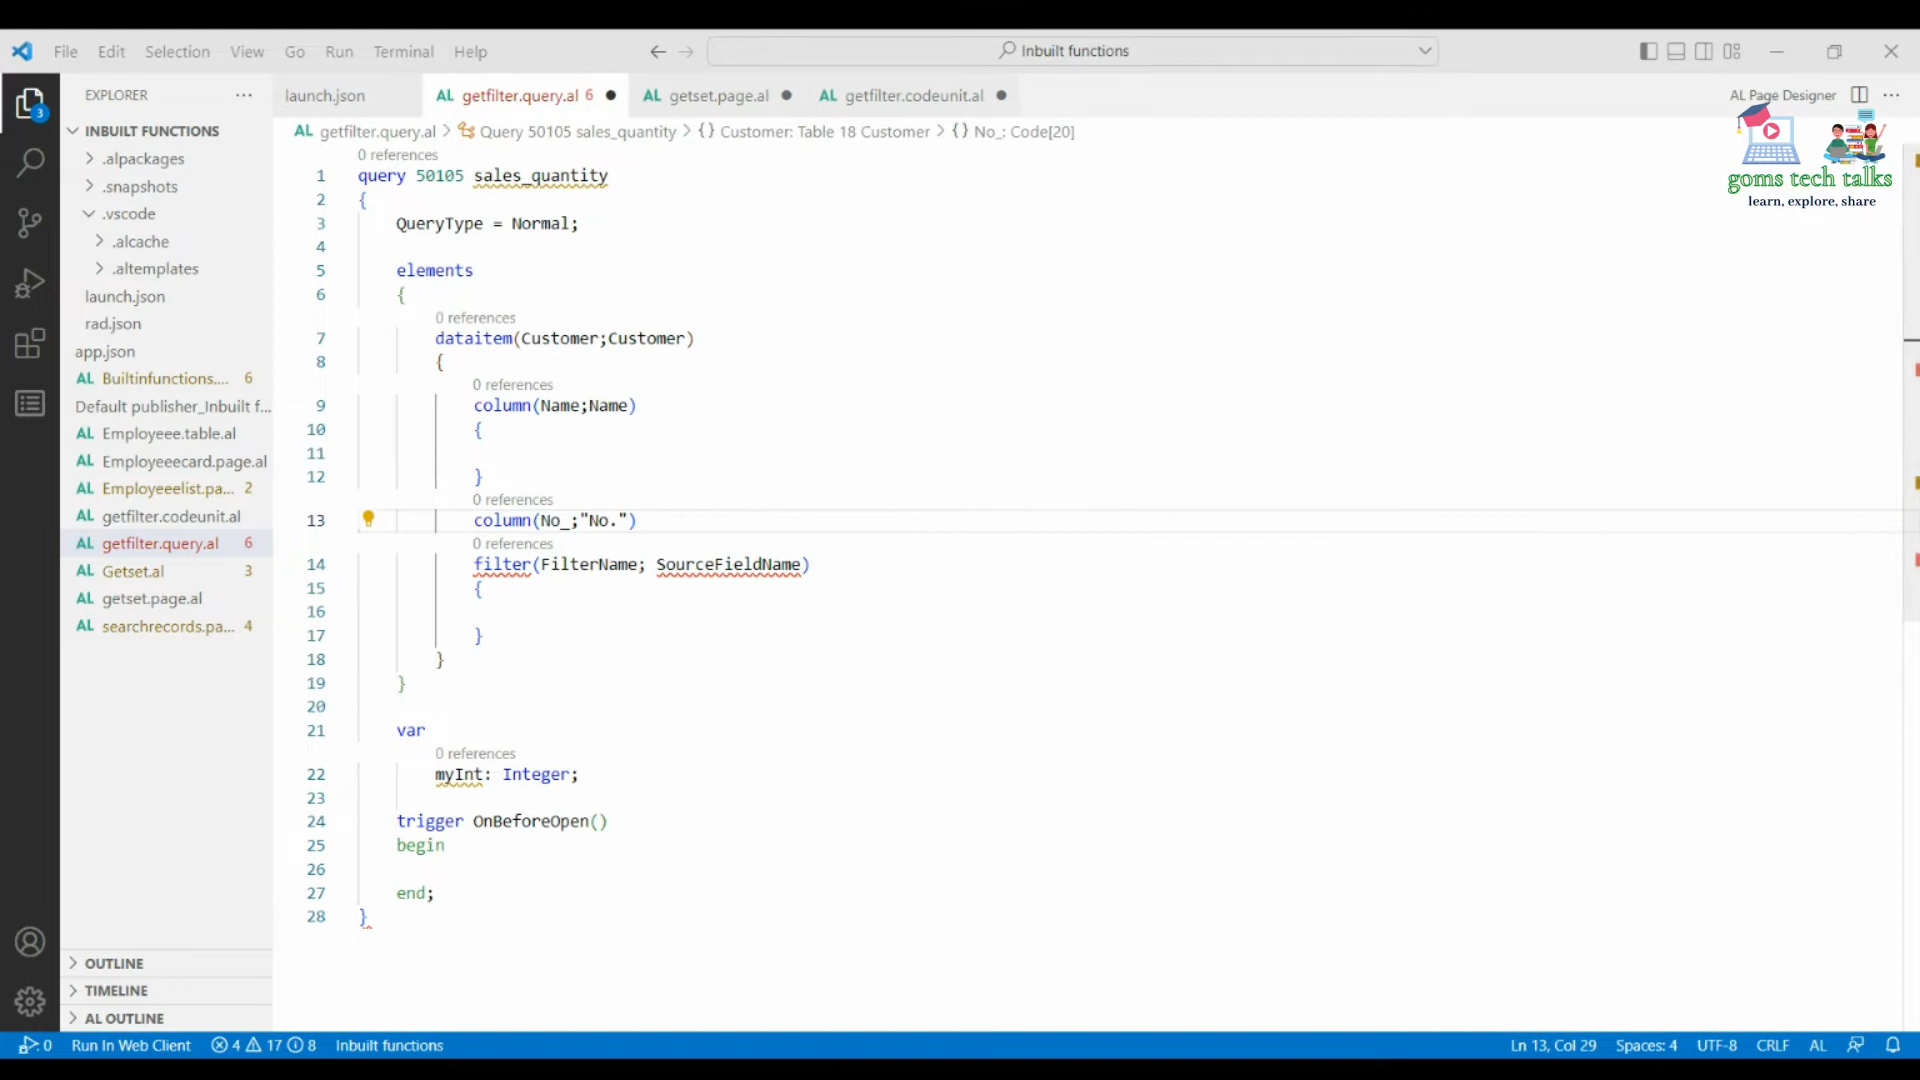 File Edit Selection View Go Run Terminal Help Inbuilt functions
EXPLORER launch.json AL getfilter.query.al 6 AL getset.page.al AL getfilter.codeunit.al AL Page Designer
goms tech talks
learn, explore, share
AL getfilter.query.al > Query 50105 sales_quantity > {} Customer: Table 18 Customer > {} No_: Code[20]
3
INBUILT FUNCTIONS
.alpackages
.snapshots
.vscode
.alcache
.altemplates
launch.json
rad.json
app.json
AL Builtinfunctions.... 6
Default publisher_Inbuilt f...
AL Employeee.table.al
AL Employeeecard.page.al
AL Employeeelist.pa... 2
AL getfilter.codeunit.al
AL getfilter.query.al 6
AL Getset.al 3
AL getset.page.al
AL searchrecords.pa... 4
OUTLINE
TIMELINE
AL OUTLINE
0 references
1 query 50105 sales_quantity
2 {
3 QueryType = Normal;
4
5 elements
6 {
0 references
7 dataitem(Customer;Customer)
8 {
0 references
9 column(Name;Name)
10 {
11
12 }
0 references
13 column(No_;"No.")
0 references
14 filter(FilterName; SourceFieldName)
15 {
16
17 }
18 }
19 }
20
21 var
0 references
22 myInt: Integer;
23
24 trigger OnBeforeOpen()
25 begin
26
27 end;
28 }
0 Run In Web Client 4 17 8 Inbuilt functions Ln 13, Col 29 Spaces: 4 UTF-8 CRLF AL